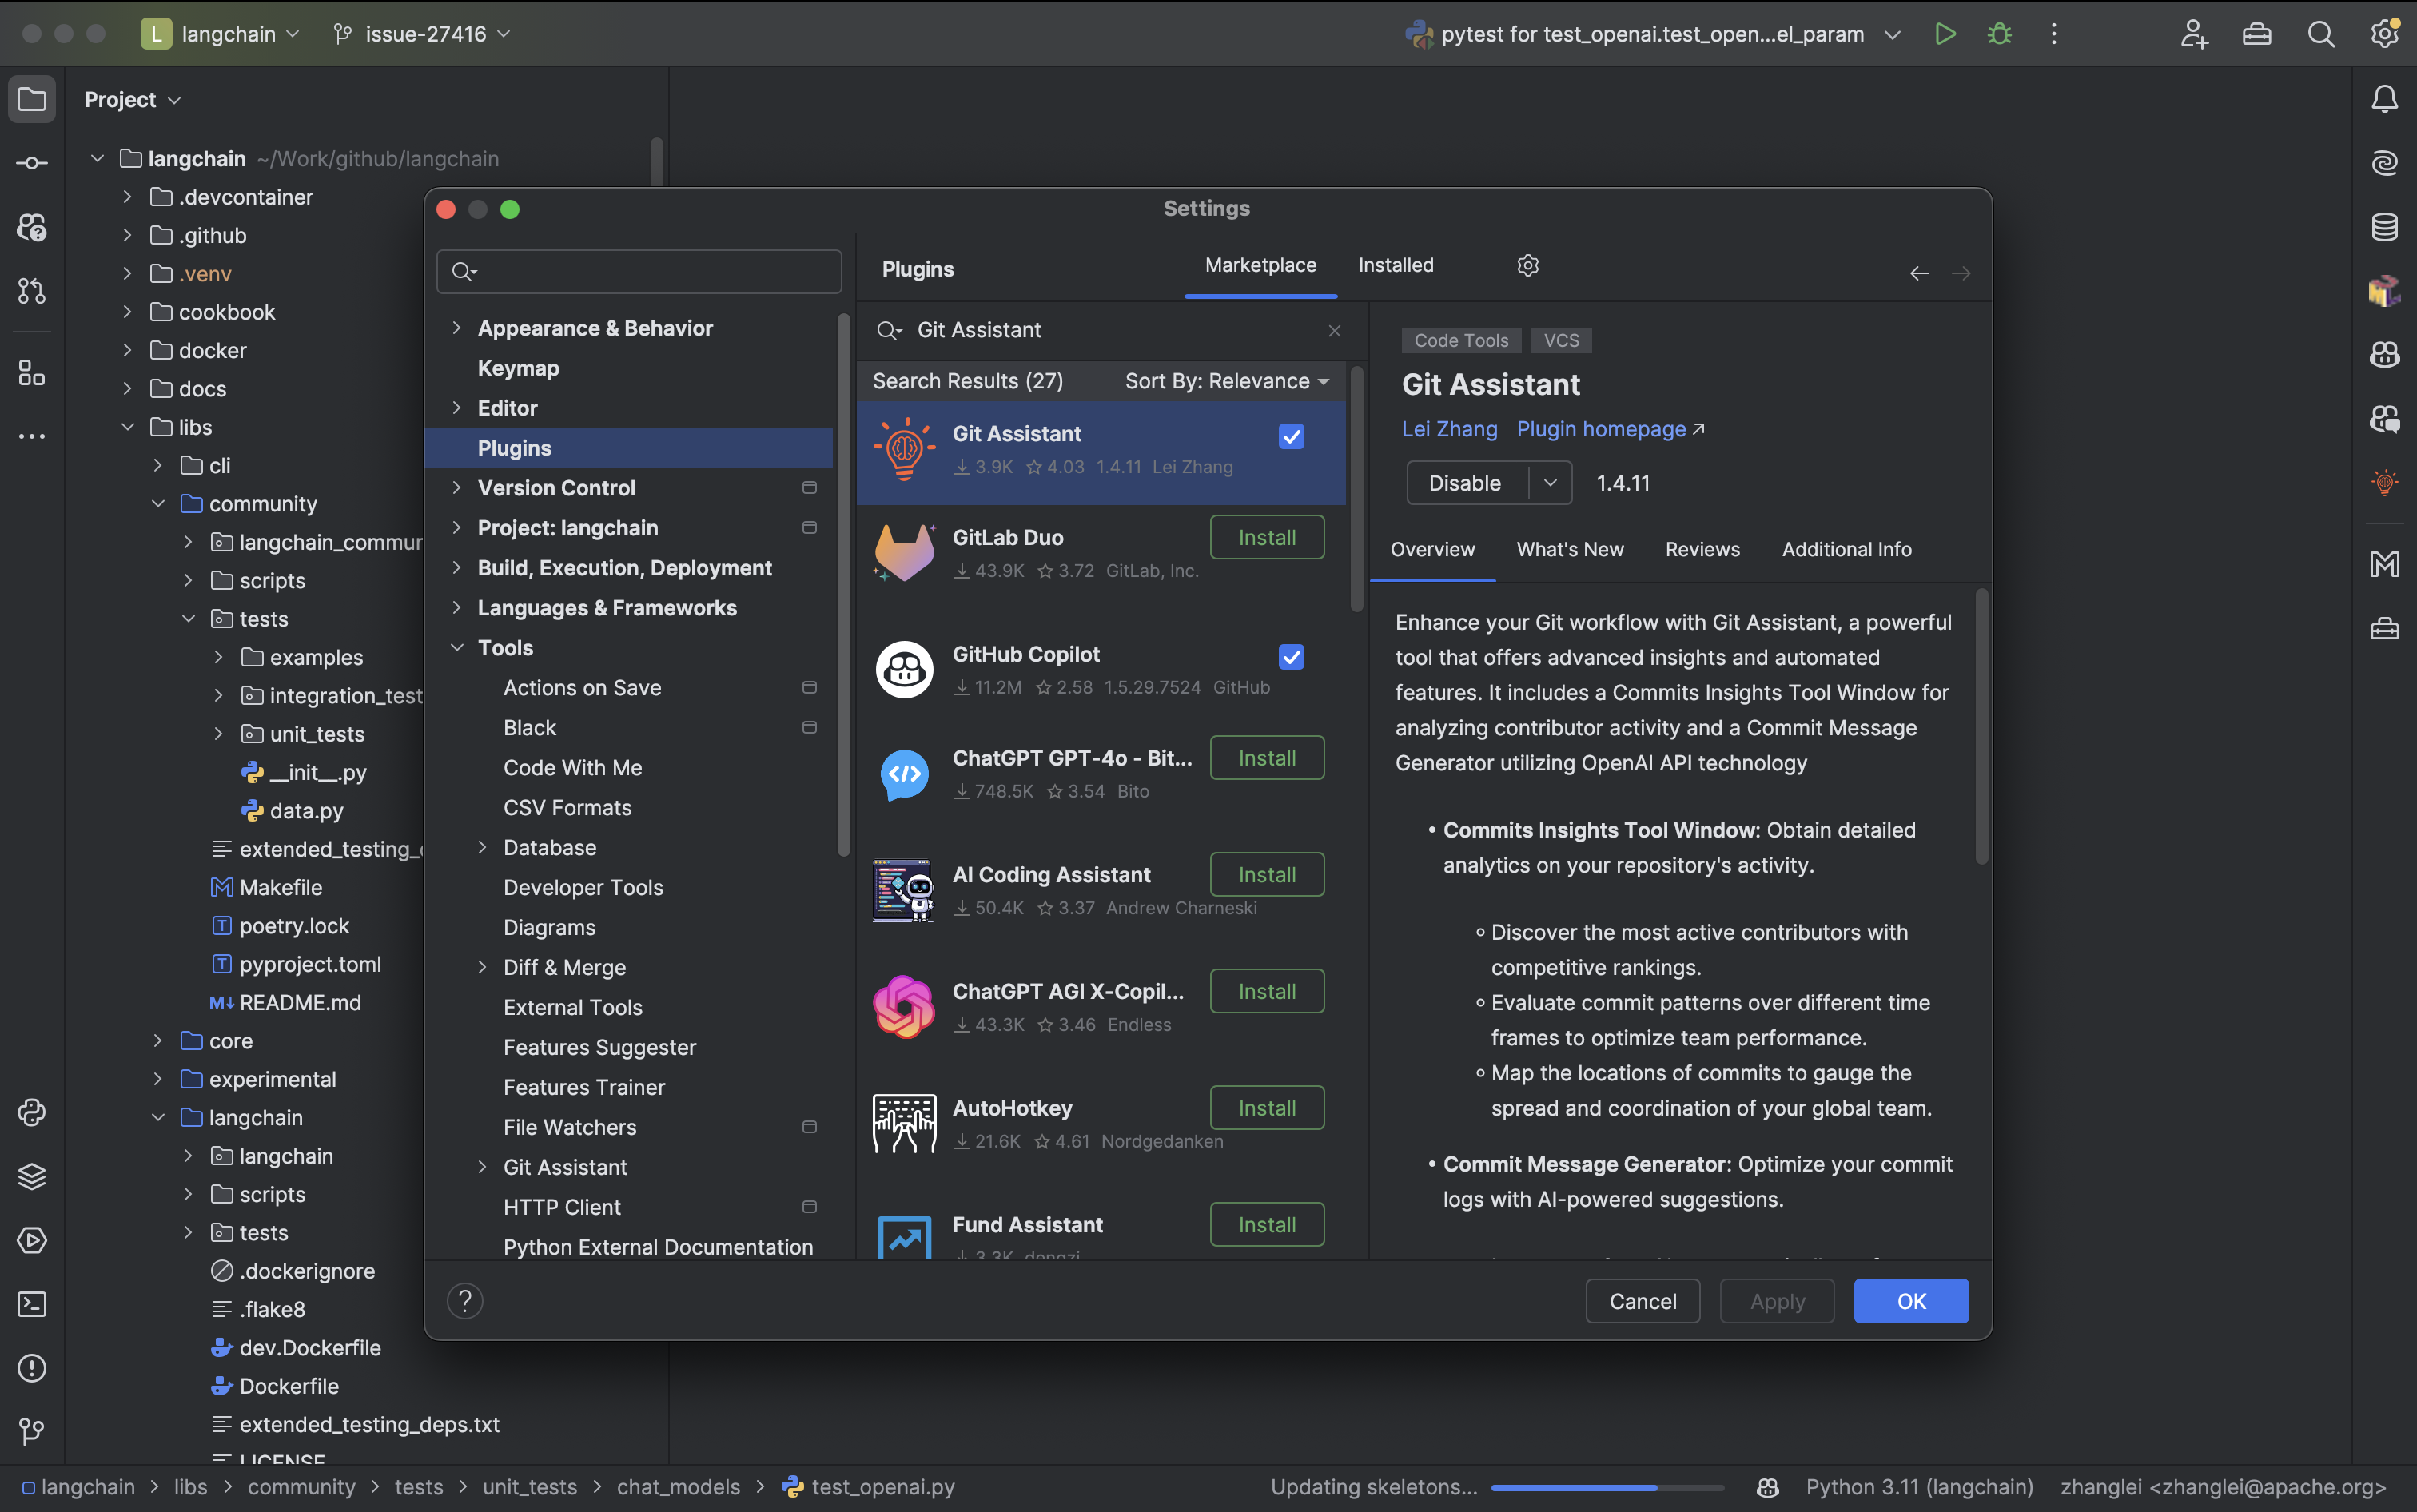 L langchain issue-27416 pytest for test_openai.test_open...el_param
Project
langchain ~/Work/github/langchain
.devcontainer
.github
.venv
cookbook
docker
docs
libs
cli
community
langchain_commur
scripts
tests
examples
integration_test
unit_tests
__init__.py
data.py
extended_testing_
Makefile
poetry.lock
pyproject.toml
README.md
core
experimental
langchain
langchain
scripts
tests
.dockerignore
.flake8
dev.Dockerfile
Dockerfile
extended_testing_deps.txt
LICENSE
Settings
Appearance & Behavior
Keymap
Editor
Plugins
Version Control
Project: langchain
Build, Execution, Deployment
Languages & Frameworks
Tools
Actions on Save
Black
Code With Me
CSV Formats
Database
Developer Tools
Diagrams
Diff & Merge
External Tools
Features Suggester
Features Trainer
File Watchers
Git Assistant
HTTP Client
Python External Documentation
Plugins Marketplace Installed
Git Assistant
Search Results (27) Sort By: Relevance
Git Assistant
3.9K 4.03 1.4.11 Lei Zhang
GitLab Duo Install
43.9K 3.72 GitLab, Inc.
GitHub Copilot
11.2M 2.58 1.5.29.7524 GitHub
ChatGPT GPT-4o - Bit... Install
748.5K 3.54 Bito
AI Coding Assistant Install
50.4K 3.37 Andrew Charneski
ChatGPT AGI X-Copil... Install
43.3K 3.46 Endless
AutoHotkey Install
21.6K 4.61 Nordgedanken
Fund Assistant Install
3.3K dengzi
Code Tools VCS
Git Assistant
Lei Zhang Plugin homepage
Disable 1.4.11
Overview What's New Reviews Additional Info
Enhance your Git workflow with Git Assistant, a powerful
tool that offers advanced insights and automated
features. It includes a Commits Insights Tool Window for
analyzing contributor activity and a Commit Message
Generator utilizing OpenAI API technology
• Commits Insights Tool Window: Obtain detailed
analytics on your repository's activity.
Discover the most active contributors with
competitive rankings.
Evaluate commit patterns over different time
frames to optimize team performance.
Map the locations of commits to gauge the
spread and coordination of your global team.
• Commit Message Generator: Optimize your commit
logs with AI-powered suggestions.
? Cancel Apply OK
langchain > libs > community > tests > unit_tests > chat_models > test_openai.py Updating skeletons... Python 3.11 (langchain) zhanglei <zhanglei@apache.org>